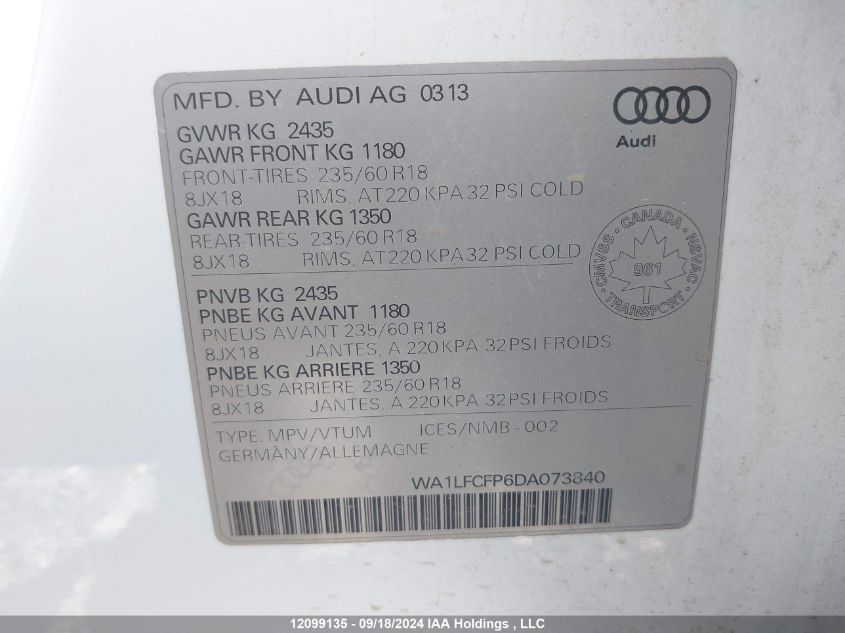 MFD. BY AUDI AG 03 13
Audi
GVWR KG 2435
GAWR FRONT KG 1180
FRONT-TIRES 235/60 R18
8JX18 RIMS, AT 220 KPA 32 PSI COLD
GAWR REAR KG 1350
REAR-TIRES 235/60 R18
8JX18 RIMS, AT 220 KPA 32 PSI COLD
CANADA
CMVSS
NSVAC
961
TRANSPORT
PNVB KG 2435
PNBE KG AVANT 1180
PNEUS AVANT 235/60 R18
8JX18 JANTES, A 220 KPA 32 PSI FROIDS
PNBE KG ARRIERE 1350
PNEUS ARRIERE 235/60 R18
8JX18 JANTES, A 220 KPA 32 PSI FROIDS
TYPE: MPV/VTUM ICES/NMB - 002
GERMANY/ALLEMAGNE
WA1LFCFP6DA073840
12099135 - 09/18/2024 IAA Holdings , LLC